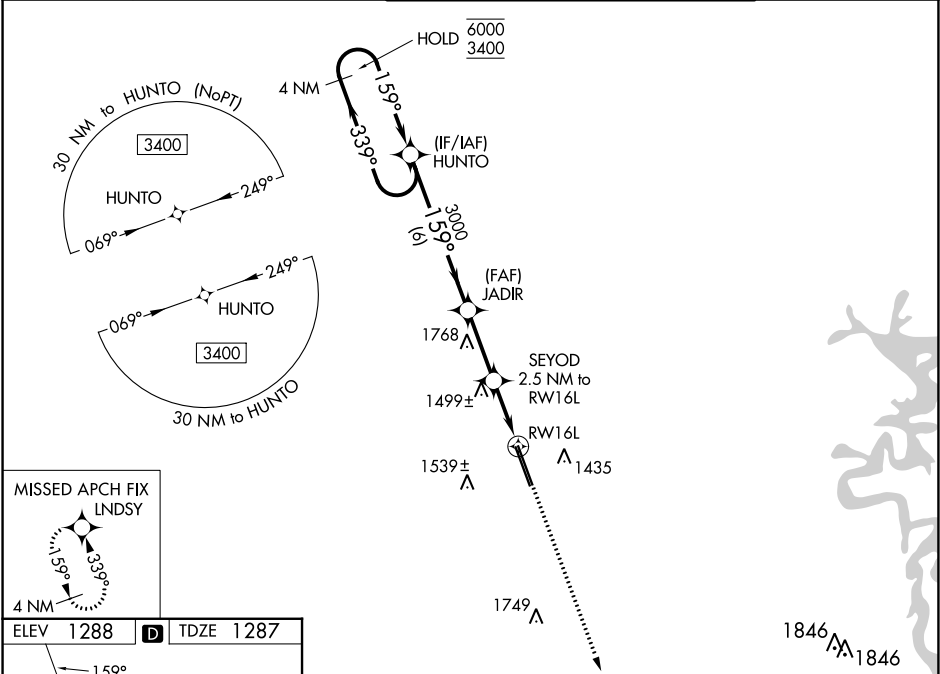 HOLD 6000
3400
4 NM
159°
339°
(IF/IAF)
HUNTO
30 NM to HUNTO (NoPT)
3400
HUNTO
249°
069°
3000
159°
(6)
249°
069°
HUNTO
3400
30 NM to HUNTO
(FAF)
JADIR
1768
SEYOD
2.5 NM to
RW16L
1499±
RW16L
1539±
1435
MISSED APCH FIX
LNDSY
159°
339°
4 NM
1749
1846
1846
ELEV 1288 D TDZE 1287
159°